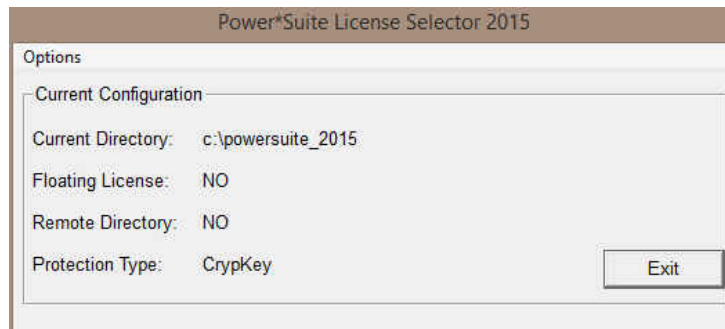 Power*Suite License Selector 2015
Options
Current Configuration
Current Directory: c:\powersuite_2015
Floating License: NO
Remote Directory: NO
Protection Type: CrypKey
Exit